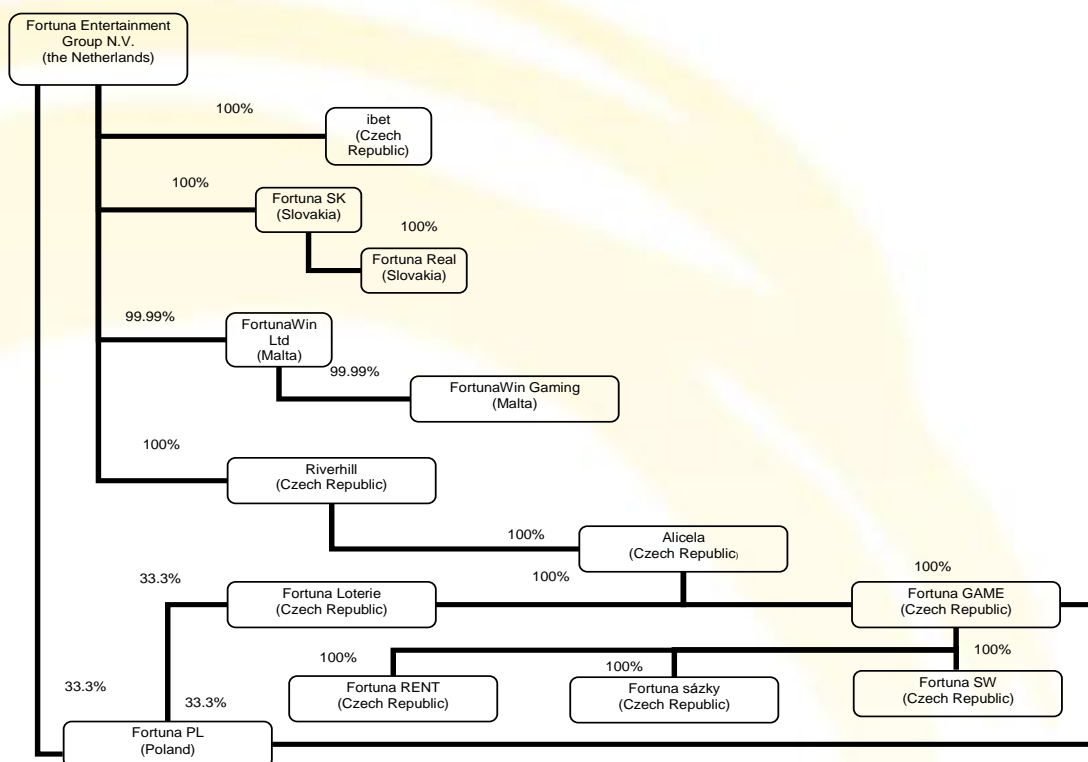 Fortuna Entertainment
Group N.V.
(the Netherlands)
100%
ibet
(Czech
Republic)
100%
Fortuna SK
(Slovakia)
100%
Fortuna Real
(Slovakia)
99.99%
FortunaWin
Ltd
(Malta)
99.99%
FortunaWin Gaming
(Malta)
100%
Riverhill
(Czech Republic)
100%
Alicela
(Czech Republic)
33.3%
100%
100%
Fortuna Loterie
(Czech Republic)
Fortuna GAME
(Czech Republic)
100%
100%
100%
Fortuna RENT
(Czech Republic)
Fortuna sázky
(Czech Republic)
Fortuna SW
(Czech Republic)
33.3%
33.3%
Fortuna PL
(Poland)